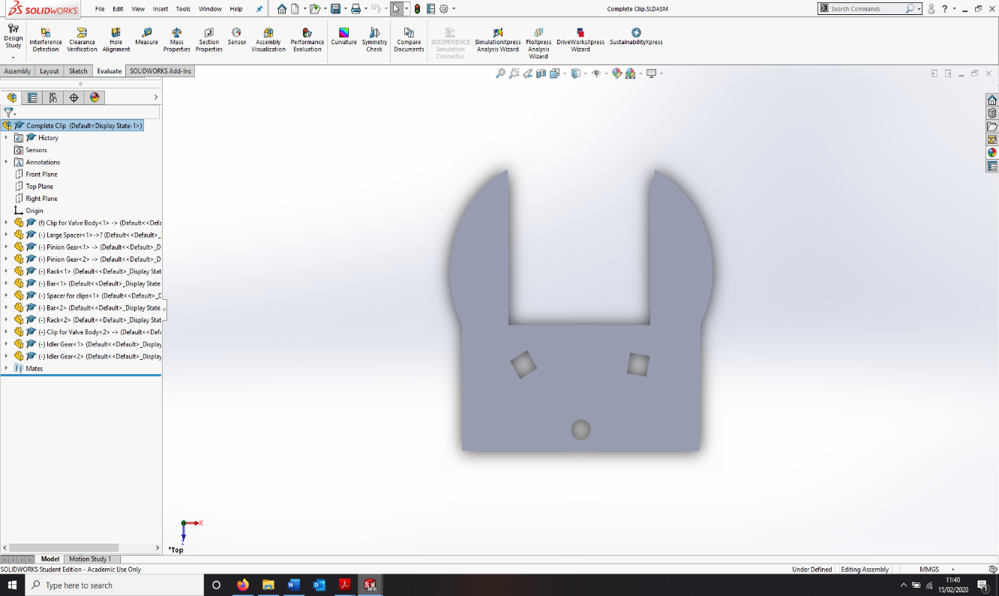 SOLIDWORKS File Edit View Insert Tools Window Help Complete Clip.SLDASM Search Commands
Design Study Interference Detection Clearance Verification Hole Alignment Measure Mass Properties Section Properties Sensor Assembly Visualization Performance Evaluation Curvature Symmetry Check Compare Documents 3DEXPERIENCE Simulation Connector SimulationXpress Analysis Wizard FloXpress Analysis Wizard DriveWorksXpress Wizard SustainabilityXpress
Assembly Layout Sketch Evaluate SOLIDWORKS Add-Ins
Complete Clip (Default<Display State-1>)
History
Sensors
Annotations
Front Plane
Top Plane
Right Plane
Origin
(f) Clip for Valve Body<1> -> (Default<<Defa
(-) Large Spacer<1>->? (Default<<Default>_
(-) Pinion Gear<1> -> (Default<<Default>_D
(-) Pinion Gear<2> -> (Default<<Default>_D
(-) Rack<1> (Default<<Default>_Display Stat
(-) Bar<1> (Default<<Default>_Display State
(-) Spacer for clips<1> (Default<<Default>_D
(-) Bar<2> (Default<<Default>_Display State
(-) Rack<2> (Default<<Default>_Display Stat
(-) Clip for Valve Body<2> -> (Default<<Defa
(-) Idler Gear<1> (Default<<Default>_Display
(-) Idler Gear<2> (Default<<Default>_Display
Mates
X
Z
*Top
Model Motion Study 1
SOLIDWORKS Student Edition - Academic Use Only Under Defined Editing Assembly MMGS
Type here to search 11:40
15/02/2020